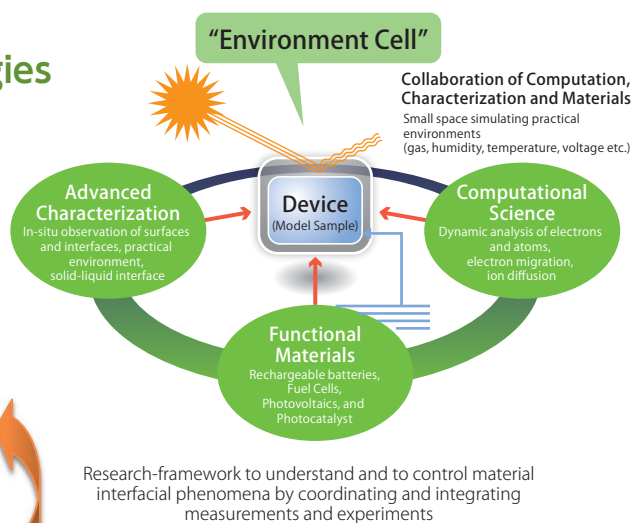 "Environment Cell"
gies
Collaboration of Computation,
Characterization and Materials
Small space simulating practical
environments
(gas, humidity, temperature, voltage etc.)
Advanced
Characterization
In-situ observation of surfaces
and interfaces, practical
environment,
solid-liquid interface
Device
(Model Sample)
Computational
Science
Dynamic analysis of electrons
and atoms,
electron migration,
ion diffusion
Functional
Materials
Rechargeable batteries,
Fuel Cells,
Photovoltaics, and
Photocatalyst
Research-framework to understand and to control material
interfacial phenomena by coordinating and integrating
measurements and experiments